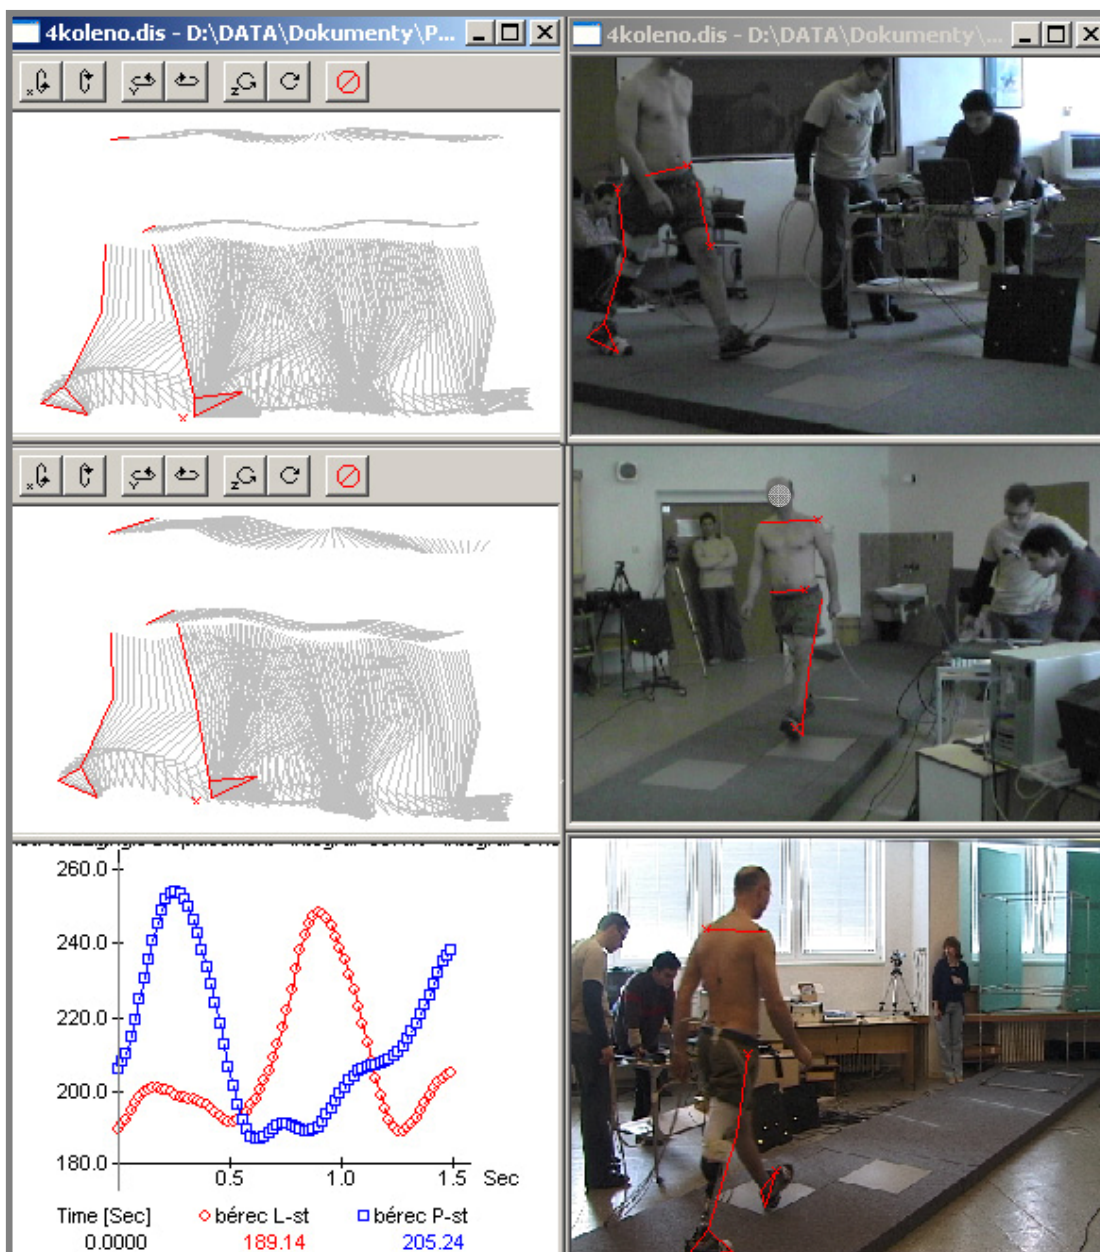 4koleno.dis - D:\DATA\Dokumenty\P...
4koleno.dis - D:\DATA\Dokumenty\...
x
Y
Z
x
Y
Z
260.0
240.0
220.0
200.0
180.0
0.5
1.0
1.5
Sec
Time [Sec]
bérec L-st
bérec P-st
0.0000
189.14
205.24